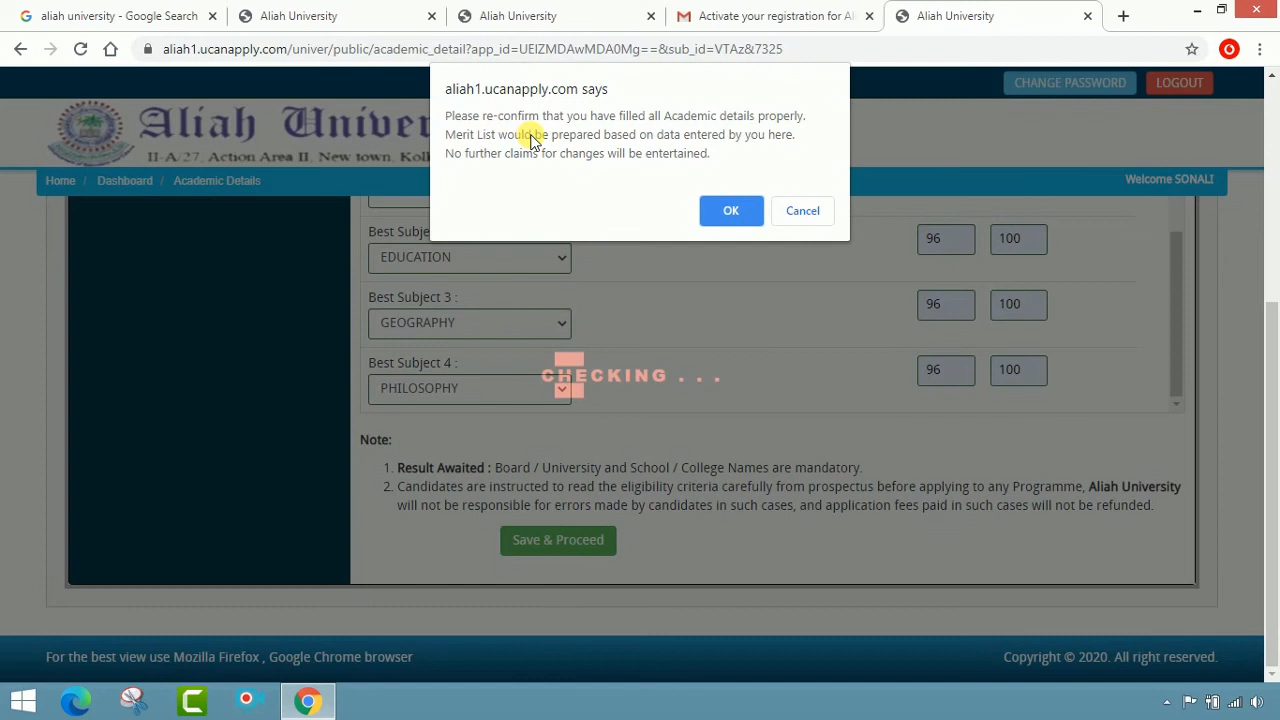 aliah university - Google Search
Aliah University
Aliah University
Activate your registration for Al
Aliah University
aliah1.ucanapply.com/univer/public/academic_detail?app_id=UEIZMDAwMDA0Mg==&sub_id=VTAz&7325
CHANGE PASSWORD
LOGOUT
Aliah Univer
II-A/27, Action Area II, New town, Kolk
Home / Dashboard / Academic Details
Welcome SONALI
aliah1.ucanapply.com says
Please re-confirm that you have filled all Academic details properly.
Merit List would be prepared based on data entered by you here.
No further claims for changes will be entertained.
OK
Cancel
Best Subje
EDUCATION
96
100
Best Subject 3 :
GEOGRAPHY
96
100
Best Subject 4 :
PHILOSOPHY
96
100
CHECKING . . .
Note:
1. Result Awaited : Board / University and School / College Names are mandatory.
2. Candidates are instructed to read the eligibility criteria carefully from prospectus before applying to any Programme, Aliah University
will not be responsible for errors made by candidates in such cases, and application fees paid in such cases will not be refunded.
Save & Proceed
For the best view use Mozilla Firefox , Google Chrome browser
Copyright © 2020. All right reserved.